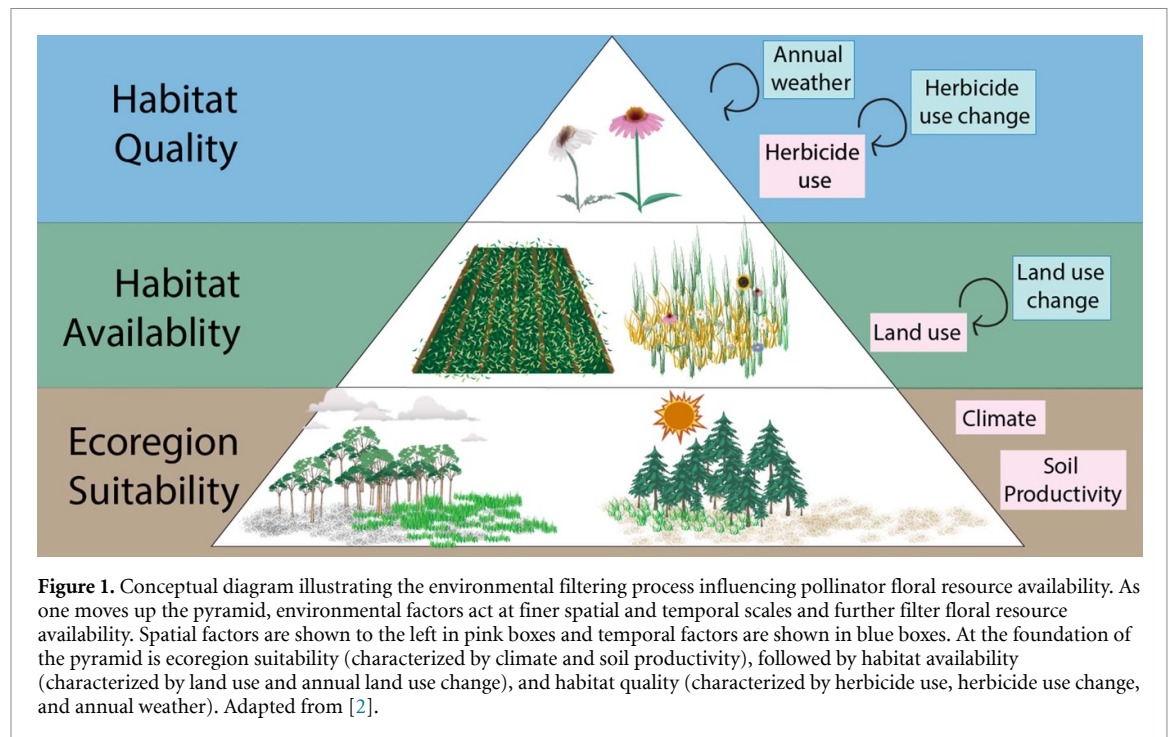 Habitat
Quality
Annual
weather
Herbicide
use change
Herbicide
use
Habitat
Availablity
Land use
change
Land use
Ecoregion
Suitability
Climate
Soil
Productivity
Figure 1. Conceptual diagram illustrating the environmental filtering process influencing pollinator floral resource availability. As
one moves up the pyramid, environmental factors act at finer spatial and temporal scales and further filter floral resource
availability. Spatial factors are shown to the left in pink boxes and temporal factors are shown in blue boxes. At the foundation of
the pyramid is ecoregion suitability (characterized by climate and soil productivity), followed by habitat availability
(characterized by land use and annual land use change), and habitat quality (characterized by herbicide use, herbicide use change,
and annual weather). Adapted from [2].